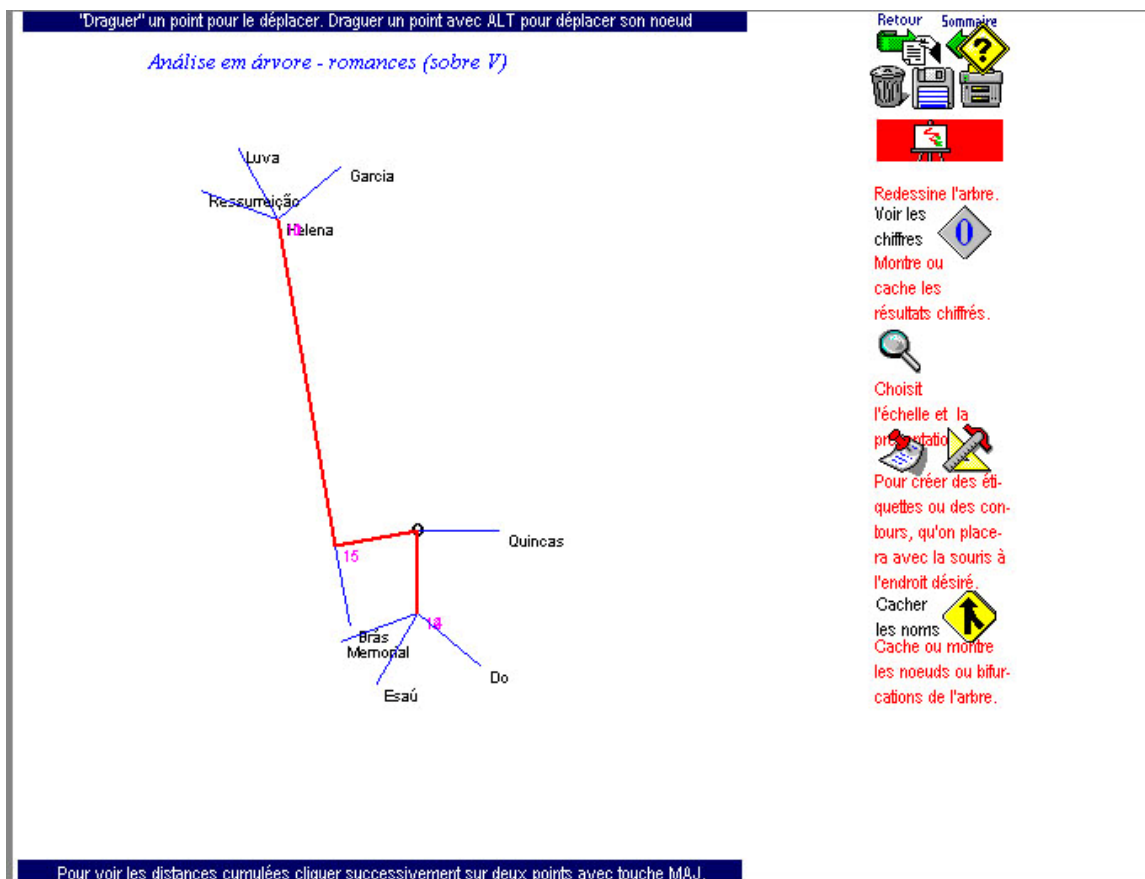 "Draguer" un point pour le déplacer. Draguer un point avec ALT pour déplacer son noeud
Análise em árvore - romances (sobre V)
Luva
Garcia
Ressurreição
Helena
15
Quincas
Brás
Memorial
Esaú
Do
Pour voir les distances cumulées cliquer successivement sur deux points avec touche MAJ.
Retour
Sommaire
?
Redessine l'arbre.
Voir les
chiffres
0
Montre ou
cache les
résultats chiffrés.
Choisit
l'échelle et la
Pour créer des éti-
quettes ou des con-
tours, qu'on place-
ra avec la souris à
l'endroit désiré.
Cacher
les noms
Cache ou montre
les noeuds ou bifur-
cations de l'arbre.